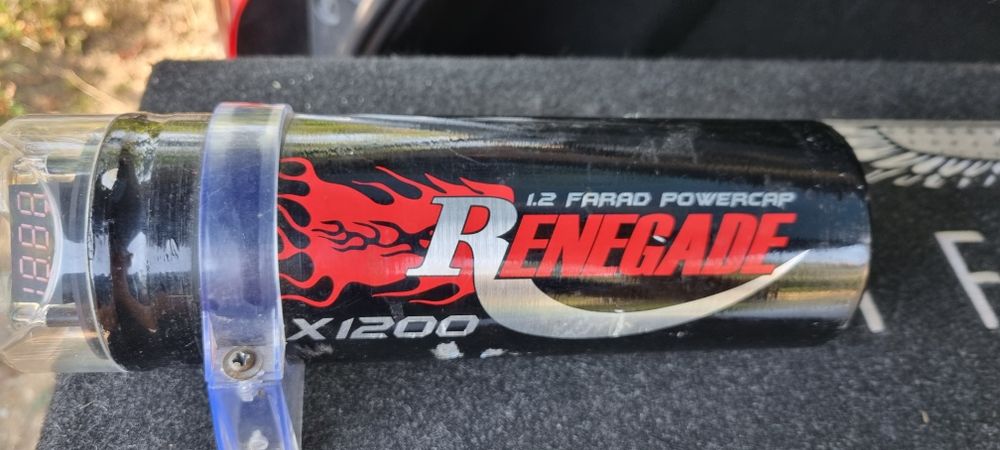 1.2 FARAD POWERCAP
RENEGADE
X1200